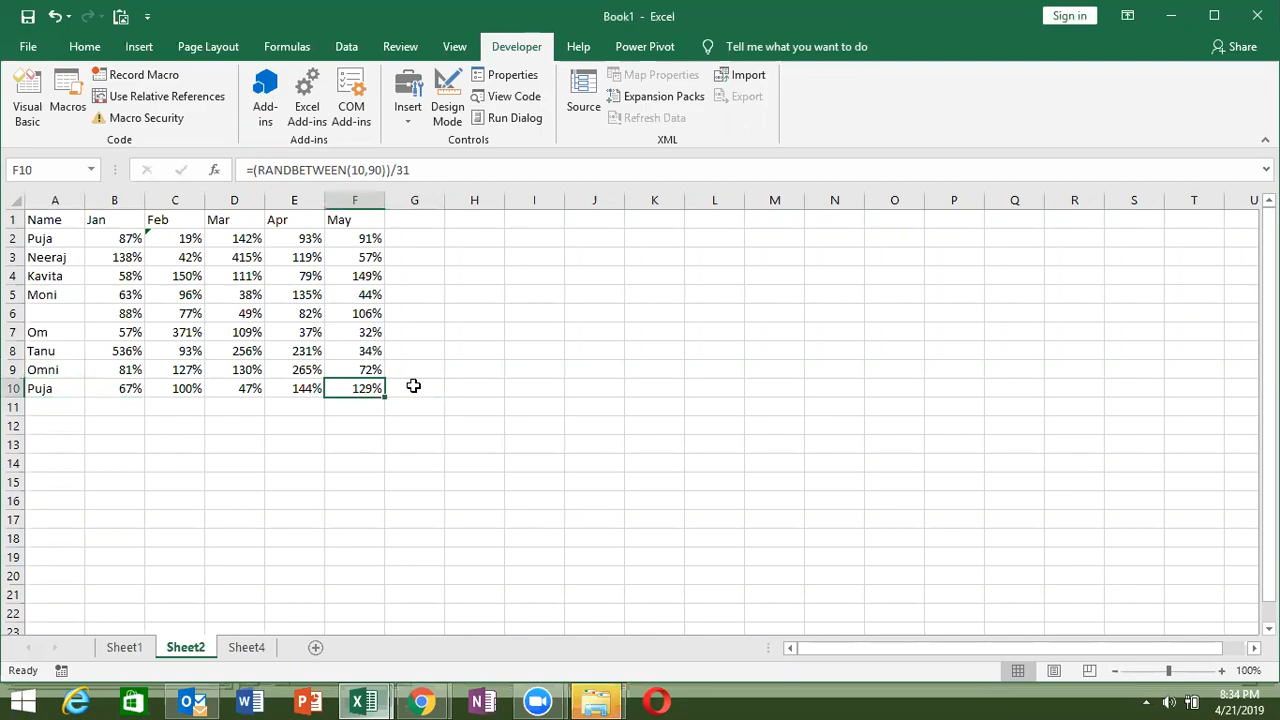 Book1 - Excel
Sign in
File Home Insert Page Layout Formulas Data Review View Developer Help Power Pivot Tell me what you want to do Share
Visual Basic
Macros
Record Macro
Use Relative References
Macro Security
Code
Add-ins
Excel Add-ins
COM Add-ins
Add-ins
Insert
Design Mode
Properties
View Code
Run Dialog
Controls
Source
Map Properties
Expansion Packs
Refresh Data
Import
Export
XML
F10 fx =(RANDBETWEEN(10,90))/31
A B C D E F G H I J K L M N O P Q R S T U
1 Name Jan Feb Mar Apr May
2 Puja 87% 19% 142% 93% 91%
3 Neeraj 138% 42% 415% 119% 57%
4 Kavita 58% 150% 111% 79% 149%
5 Moni 63% 96% 38% 135% 44%
6 88% 77% 49% 82% 106%
7 Om 57% 371% 109% 37% 32%
8 Tanu 536% 93% 256% 231% 34%
9 Omni 81% 127% 130% 265% 72%
10 Puja 67% 100% 47% 144% 129%
11
12
13
14
15
16
17
18
19
20
21
22
23
Sheet1 Sheet2 Sheet4
Ready 100%
8:34 PM
4/21/2019